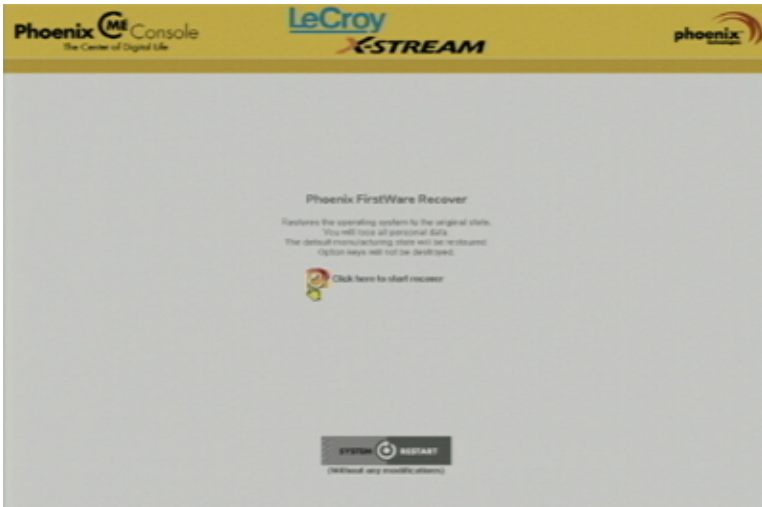 Phoenix cME Console
The Center of Digital Life
LeCroy
X-STREAM
phoenix
technologies
Phoenix FirstWare Recover
Restores the operating system to the original state.
You will lose all personal data.
The default manufacturing state will be restoured.
Option keys will not be destroyed.
Click here to start recover
SYSTEM RESTART
(Without any modifications)